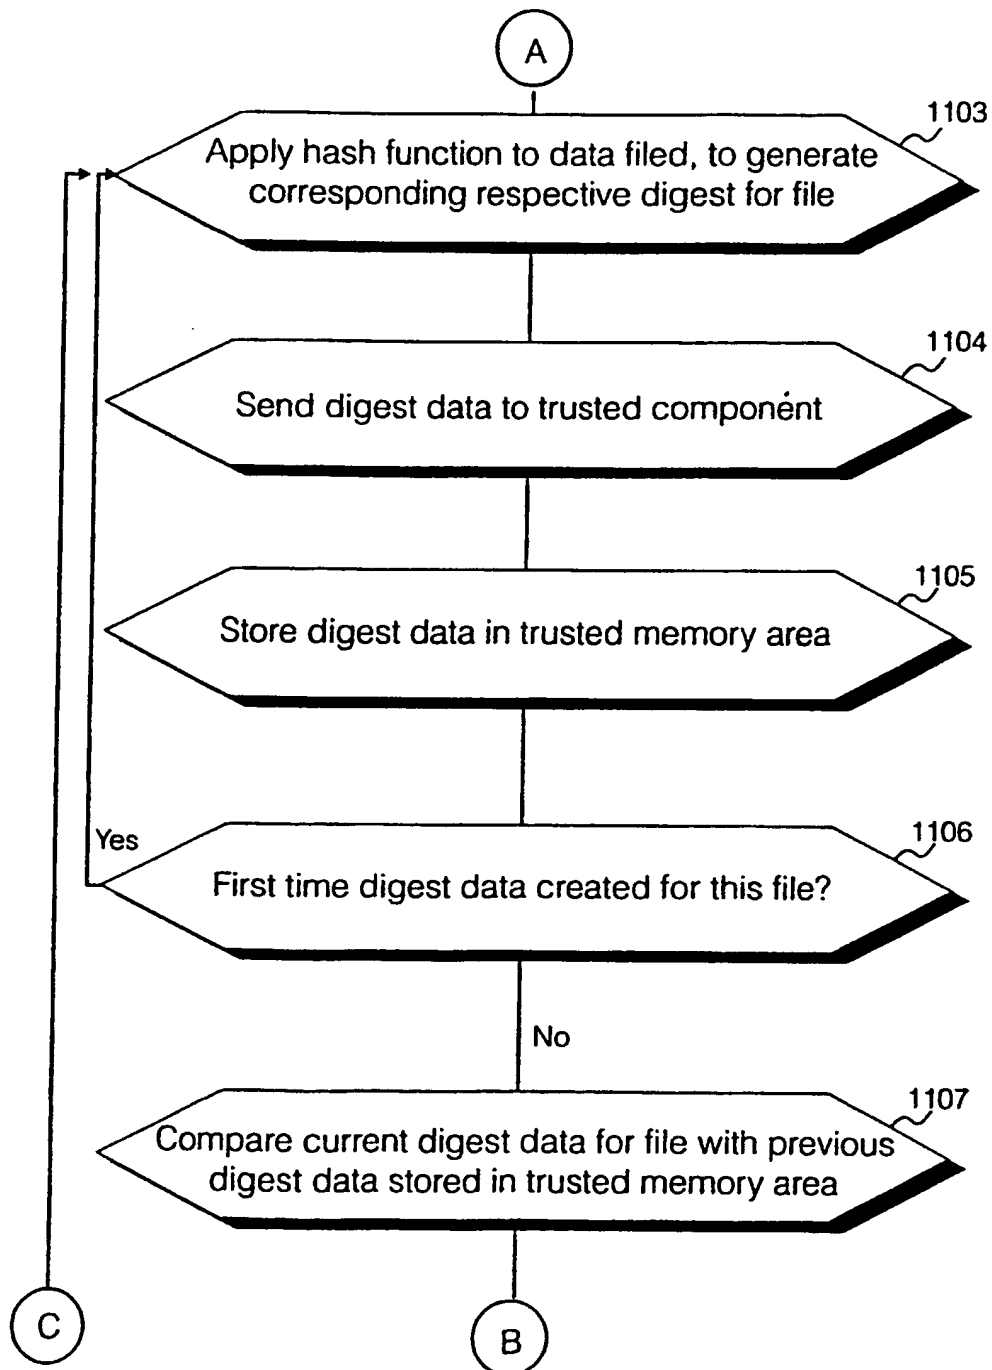 A
1103
Apply hash function to data filed, to generate
corresponding respective digest for file
1104
Send digest data to trusted component
1105
Store digest data in trusted memory area
Yes
1106
First time digest data created for this file?
No
1107
Compare current digest data for file with previous
digest data stored in trusted memory area
C
B